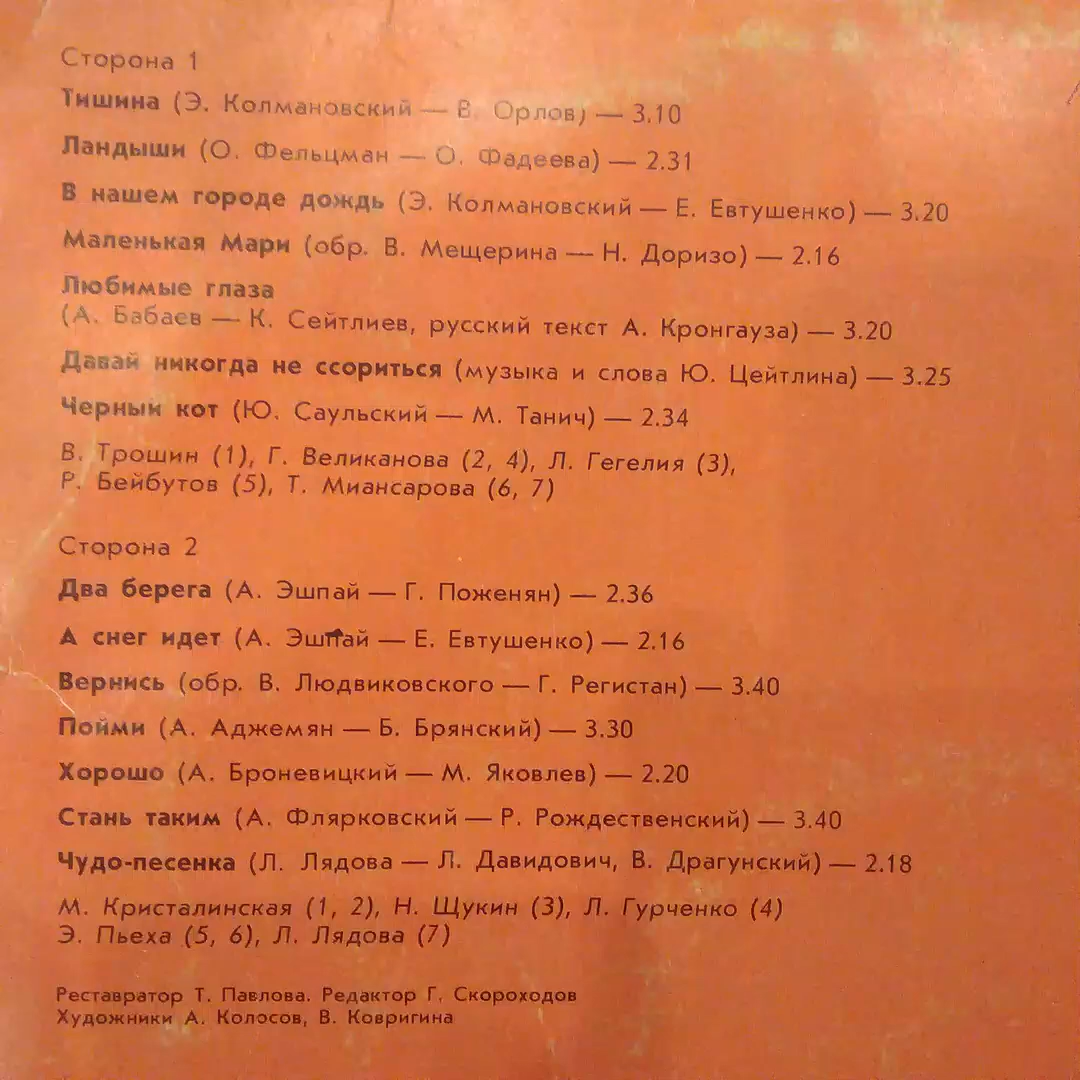 Сторона 1
Тишина (Э. Колмановский — В. Орлов) — 3.10
Ландыши (О. Фельцман — О. Фадеева) — 2.31
В нашем городе дождь (Э. Колмановский — Е. Евтушенко) — 3.20
Маленькая Мари (обр. В. Мещерина — Н. Доризо) — 2.16
Любимые глаза
(А. Бабаев — К. Сейтлиев, русский текст А. Кронгауза) — 3.20
Давай никогда не ссориться (музыка и слова Ю. Цейтлина) — 3.25
Черный кот (Ю. Саульский — М. Танич) — 2.34
В. Трошин (1), Г. Великанова (2, 4), Л. Гегелия (3),
Р. Бейбутов (5), Т. Миансарова (6, 7)
Сторона 2
Два берега (А. Эшпай — Г. Поженян) — 2.36
А снег идет (А. Эшпай — Е. Евтушенко) — 2.16
Вернись (обр. В. Людвиковского — Г. Регистан) — 3.40
Пойми (А. Аджемян — Б. Брянский) — 3.30
Хорошо (А. Броневицкий — М. Яковлев) — 2.20
Стань таким (А. Флярковский — Р. Рождественский) — 3.40
Чудо-песенка (Л. Лядова — Л. Давидович, В. Драгунский) — 2.18
М. Кристалинская (1, 2), Н. Щукин (3), Л. Гурченко (4)
Э. Пьеха (5, 6), Л. Лядова (7)
Реставратор Т. Павлова. Редактор Г. Скороходов
Художники А. Колосов, В. Ковригина